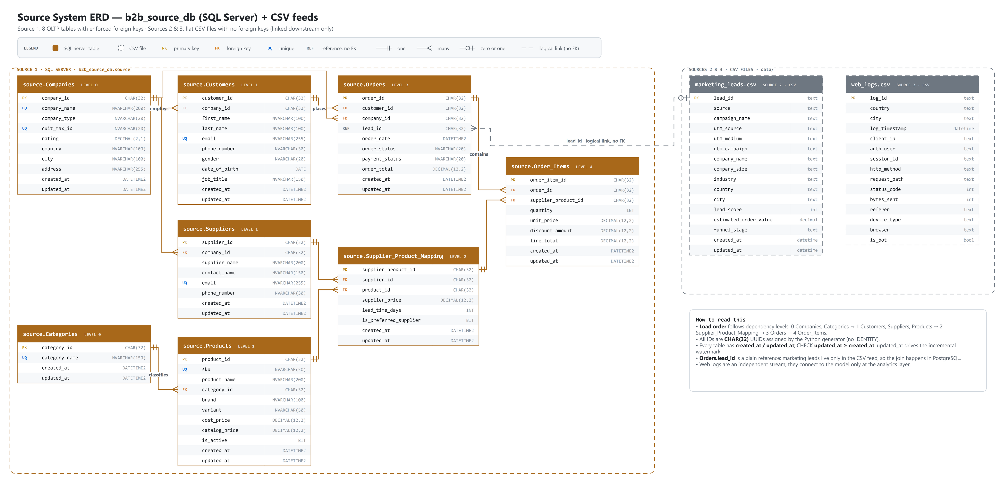 Source System ERD — b2b_source_db (SQL Server) + CSV feeds
Source 1: 8 OLTP tables with enforced foreign keys · Sources 2 & 3: flat CSV files with no foreign keys (linked downstream only)
LEGEND SQL Server table CSV file PK primary key FK foreign key UQ unique REF reference, no FK one many zero or one logical link (no FK)
SOURCE 1 · SQL SERVER · b2b_source_db.source
source.Companies LEVEL 0
PK company_id CHAR(32)
UQ company_name NVARCHAR(200)
company_type NVARCHAR(20)
UQ cuit_tax_id NVARCHAR(20)
rating DECIMAL(2,1)
country NVARCHAR(100)
city NVARCHAR(100)
address NVARCHAR(255)
created_at DATETIME2
updated_at DATETIME2
employs
source.Customers LEVEL 1
PK customer_id CHAR(32)
FK company_id CHAR(32)
first_name NVARCHAR(100)
last_name NVARCHAR(100)
UQ email NVARCHAR(255)
phone_number NVARCHAR(30)
gender NVARCHAR(20)
date_of_birth DATE
job_title NVARCHAR(150)
created_at DATETIME2
updated_at DATETIME2
places
source.Orders LEVEL 3
PK order_id CHAR(32)
FK customer_id CHAR(32)
FK company_id CHAR(32)
REF lead_id CHAR(32)
order_date DATETIME2
order_status NVARCHAR(20)
payment_status NVARCHAR(20)
order_total DECIMAL(12,2)
created_at DATETIME2
updated_at DATETIME2
contains
lead_id · logical link, no FK
source.Order_Items LEVEL 4
PK order_item_id CHAR(32)
FK order_id CHAR(32)
FK supplier_product_id CHAR(32)
quantity INT
unit_price DECIMAL(12,2)
discount_amount DECIMAL(12,2)
line_total DECIMAL(12,2)
created_at DATETIME2
updated_at DATETIME2
source.Suppliers LEVEL 1
PK supplier_id CHAR(32)
FK company_id CHAR(32)
supplier_name NVARCHAR(200)
contact_name NVARCHAR(150)
UQ email NVARCHAR(255)
phone_number NVARCHAR(30)
created_at DATETIME2
updated_at DATETIME2
source.Supplier_Product_Mapping LEVEL 2
PK supplier_product_id CHAR(32)
FK supplier_id CHAR(32)
FK product_id CHAR(32)
supplier_price DECIMAL(12,2)
lead_time_days INT
is_preferred_supplier BIT
created_at DATETIME2
updated_at DATETIME2
source.Categories LEVEL 0
PK category_id CHAR(32)
UQ category_name NVARCHAR(150)
created_at DATETIME2
updated_at DATETIME2
classifies
source.Products LEVEL 1
PK product_id CHAR(32)
UQ sku NVARCHAR(50)
product_name NVARCHAR(200)
FK category_id CHAR(32)
brand NVARCHAR(100)
variant NVARCHAR(50)
cost_price DECIMAL(12,2)
catalog_price DECIMAL(12,2)
is_active BIT
created_at DATETIME2
updated_at DATETIME2
SOURCES 2 & 3 · CSV FILES · data/
marketing_leads.csv SOURCE 2 · CSV
PK lead_id text
source text
campaign_name text
utm_source text
utm_medium text
utm_campaign text
company_name text
company_size text
industry text
country text
city text
lead_score int
estimated_order_value decimal
funnel_stage text
created_at datetime
updated_at datetime
web_logs.csv SOURCE 3 · CSV
PK log_id text
country text
city text
log_timestamp datetime
client_ip text
auth_user text
session_id text
http_method text
request_path text
status_code int
bytes_sent int
referer text
device_type text
browser text
is_bot bool
How to read this
• Load order follows dependency levels: 0 Companies, Categories → 1 Customers, Suppliers, Products → 2
Supplier_Product_Mapping → 3 Orders → 4 Order_Items.
• All IDs are CHAR(32) UUIDs assigned by the Python generator (no IDENTITY).
• Every table has created_at / updated_at; CHECK updated_at ≥ created_at. updated_at drives the incremental
watermark.
• Orders.lead_id is a plain reference: marketing leads live only in the CSV feed, so the join happens in PostgreSQL.
• Web logs are an independent stream; they connect to the model only at the analytics layer.